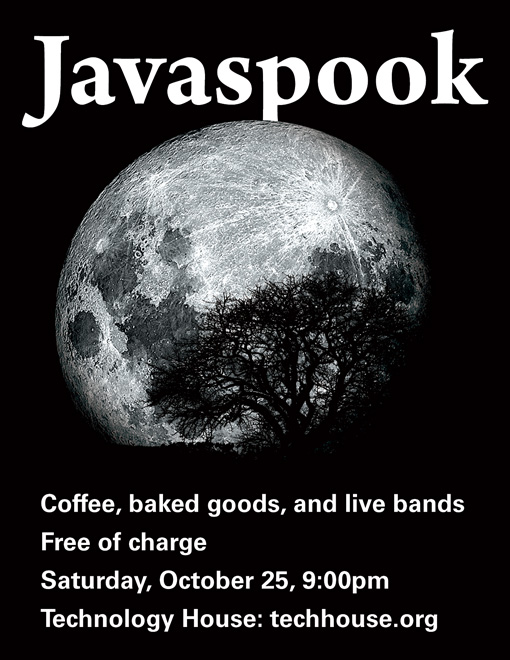 Javaspook
Coffee, baked goods, and live bands
Free of charge
Saturday, October 25, 9:00pm
Technology House: techhouse.org